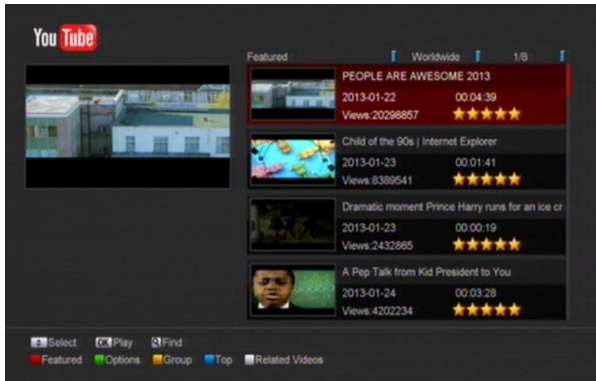 You Tube
Featured Worldwide 1/8
PEOPLE ARE AWESOME 2013
2013-01-22 00:04:39
Views:20298857
Child of the 90s | Internet Explorer
2013-01-23 00:01:41
Views:8389541
Dramatic moment Prince Harry runs for an ice cr
2013-01-23 00:00:19
Views:2432865
A Pep Talk from Kid President to You
2013-01-24 00:03:28
Views:4202234
Select OK Play Find
Featured Options Group Top Related Videos